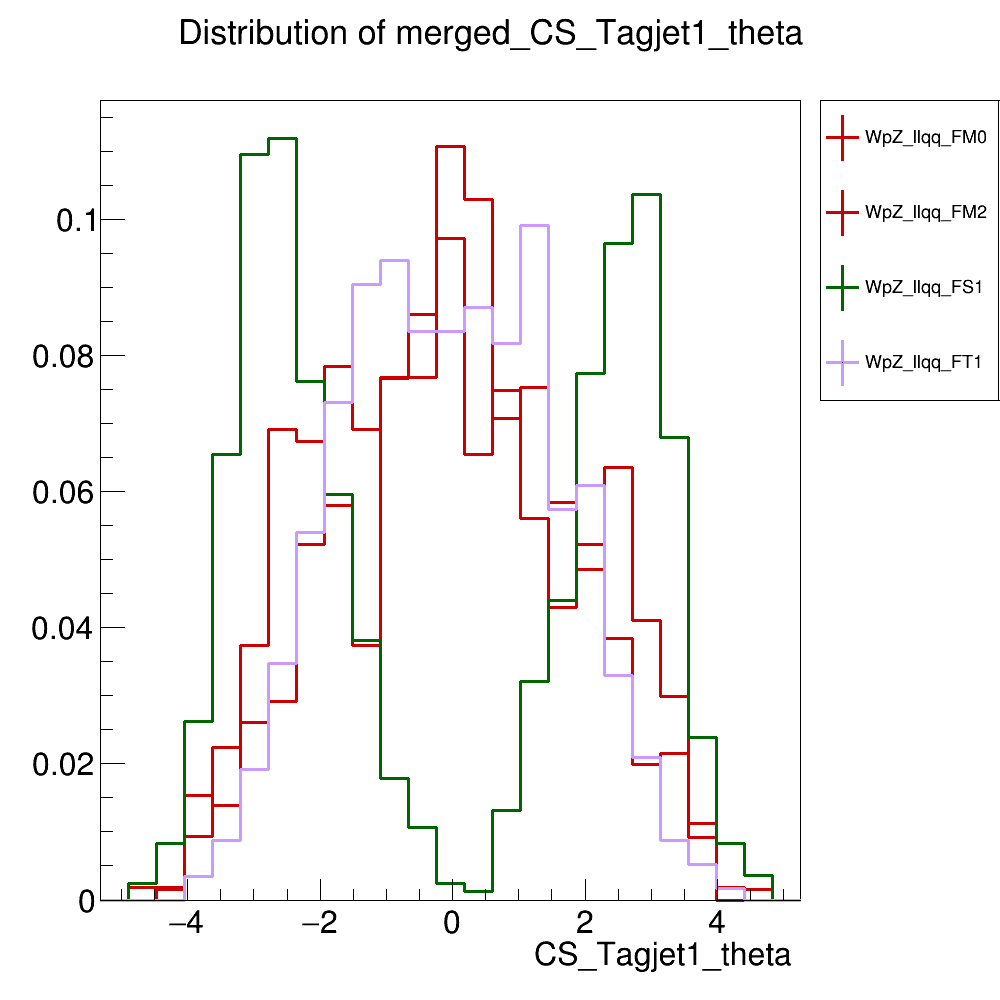 Distribution of merged_CS_Tagjet1_theta
WpZ_llqq_FM0
WpZ_llqq_FM2
WpZ_llqq_FS1
WpZ_llqq_FT1
0.1
0.08
0.06
0.04
0.02
0
−4 −2 0 2 4
CS_Tagjet1_theta